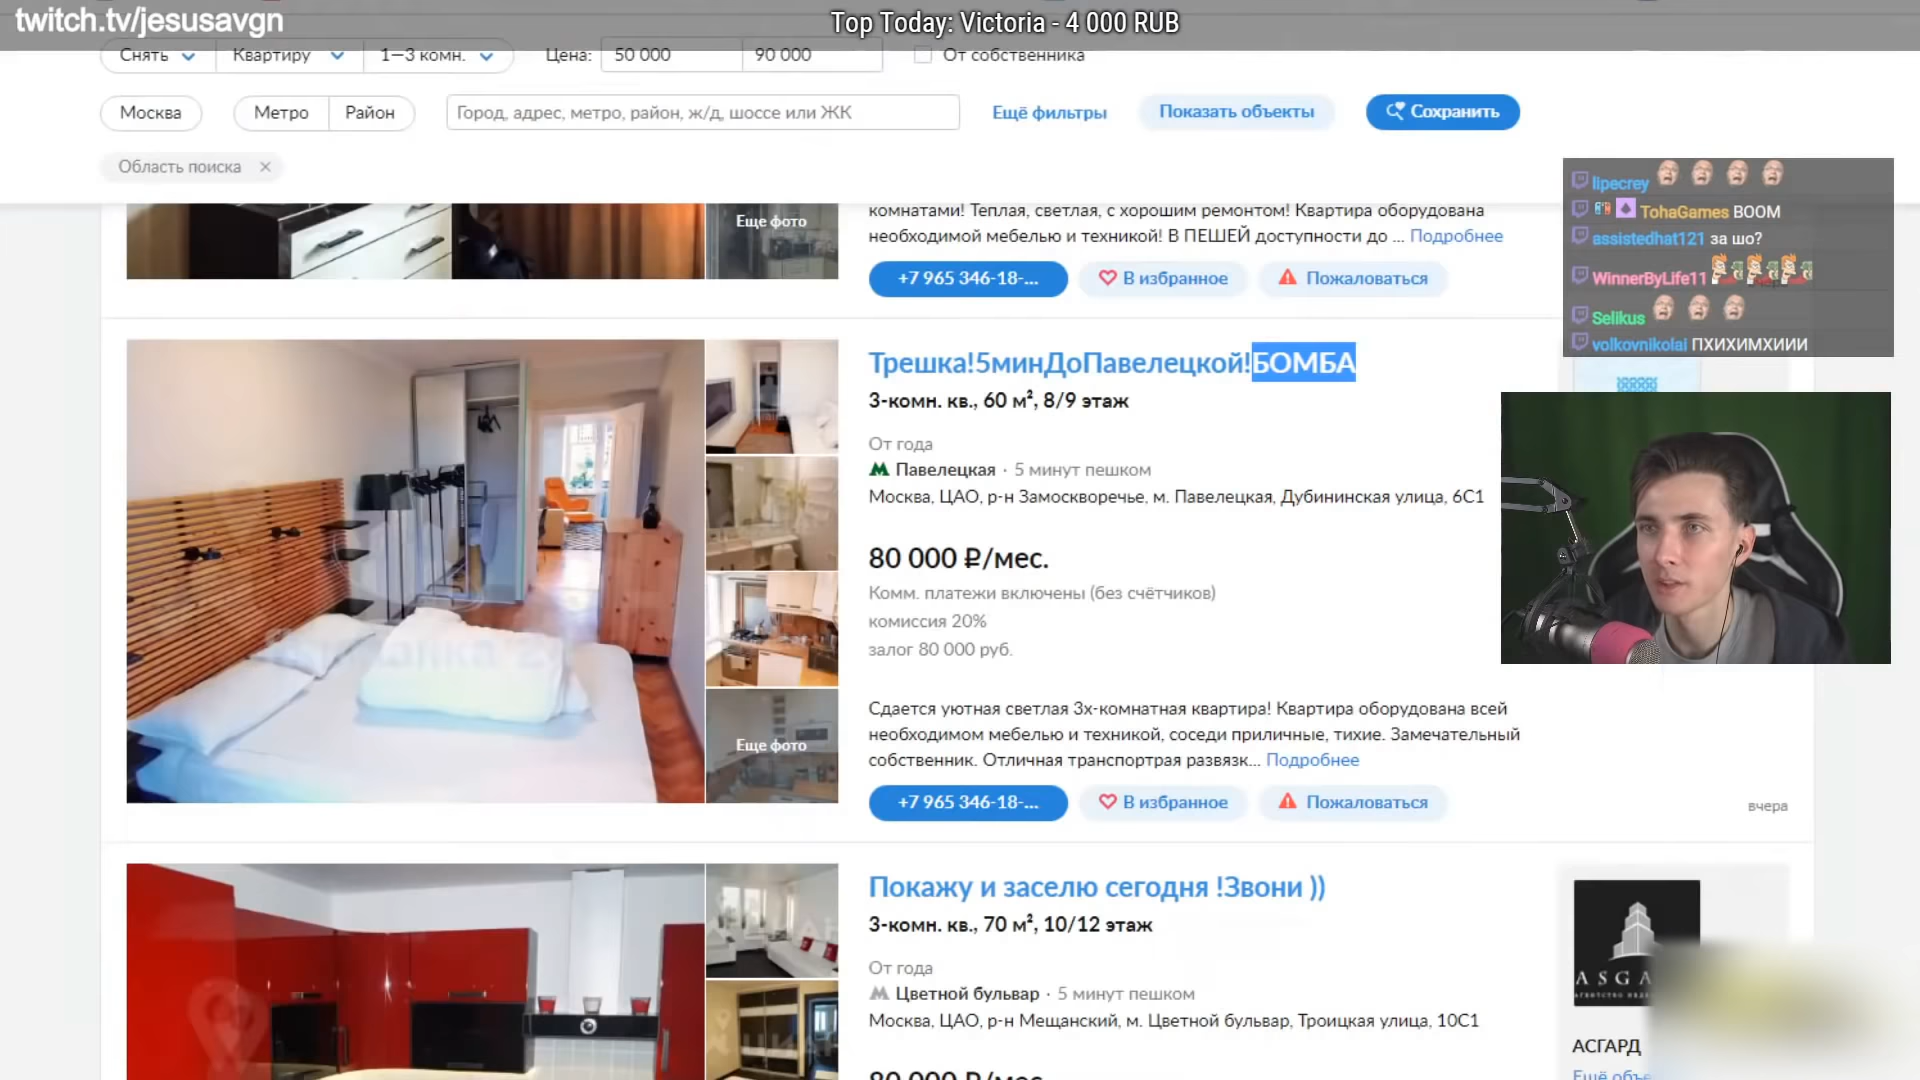 twitch.tv/jesusavgn
Top Today: Victoria - 4 000 RUB
Снять
Квартиру
1—3 комн.
Цена:
50 000
90 000
От собственника
Москва
Метро
Район
Город, адрес, метро, район, ж/д, шоссе или ЖК
Ещё фильтры
Показать объекты
Сохранить
Область поиска
lipecrey
TohaGames BOOM
assistedhat121 за шо?
WinnerByLife11
Selikus
volkovnikolai ПХИХИМХИИИ
Еще фото
комнатами! Теплая, светлая, с хорошим ремонтом! Квартира оборудована
необходимой мебелью и техникой! В ПЕШЕЙ доступности до ... Подробнее
+7 965 346-18-...
В избранное
Пожаловаться
Трешка!5минДоПавелецкой!БОМБА
3-комн. кв., 60 м², 8/9 этаж
От года
Павелецкая · 5 минут пешком
Москва, ЦАО, р-н Замоскворечье, м. Павелецкая, Дубининская улица, 6С1
80 000 ₽/мес.
Комм. платежи включены (без счётчиков)
комиссия 20%
залог 80 000 руб.
Сдается уютная светлая 3х-комнатная квартира! Квартира оборудована всей
необходимом мебелью и техникой, соседи приличные, тихие. Замечательный
собственник. Отличная транспортрая развязк... Подробнее
Еще фото
+7 965 346-18-...
В избранное
Пожаловаться
вчера
Покажу и заселю сегодня !Звони ))
3-комн. кв., 70 м², 10/12 этаж
От года
Цветной бульвар · 5 минут пешком
Москва, ЦАО, р-н Мещанский, м. Цветной бульвар, Троицкая улица, 10С1
80 000 ₽/мес.
ASGA
АСГАРД
Ещё объе